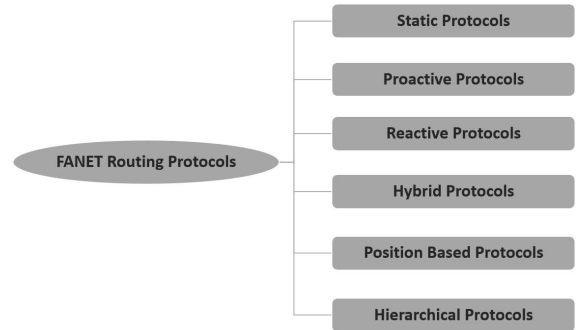 Static Protocols
Proactive Protocols
Reactive Protocols
FANET Routing Protocols
Hybrid Protocols
Position Based Protocols
Hierarchical Protocols